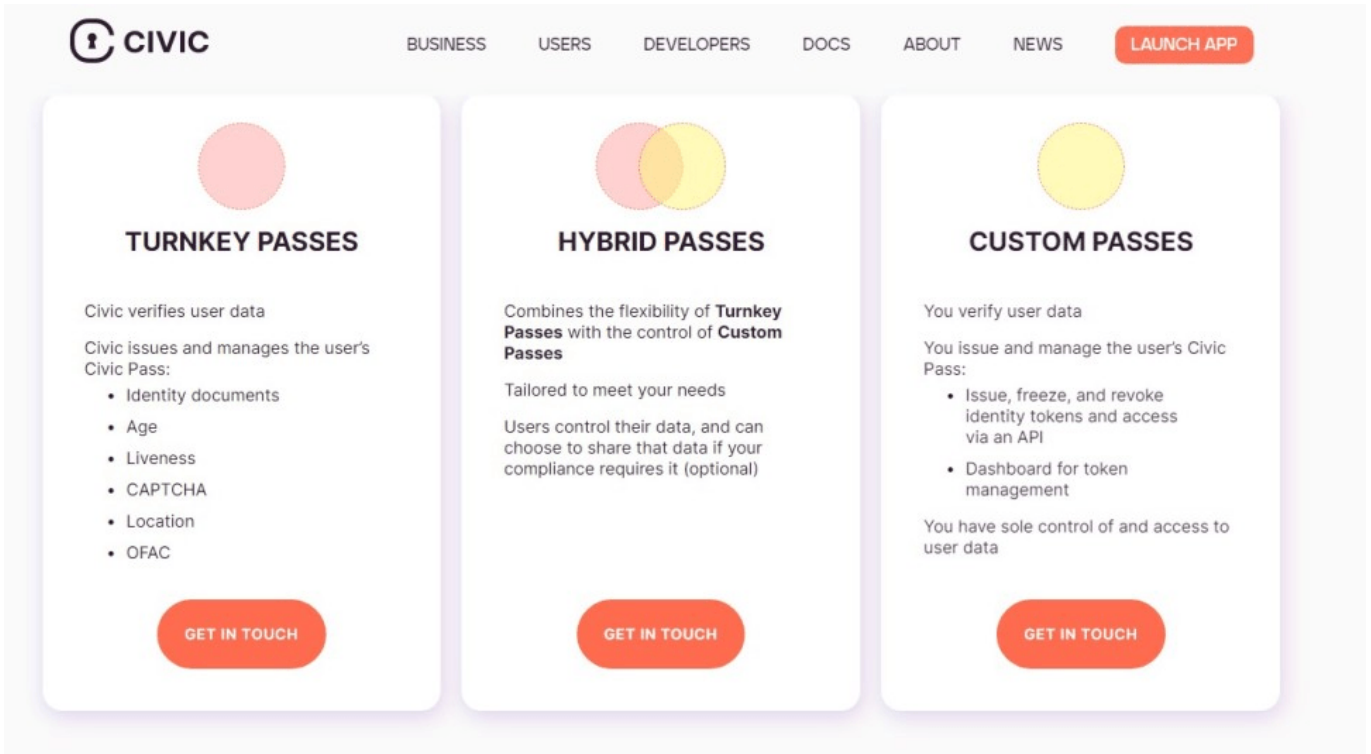 CIVIC
BUSINESS
USERS
DEVELOPERS
DOCS
ABOUT
NEWS
LAUNCH APP
TURNKEY PASSES
Civic verifies user data
Civic issues and manages the user's
Civic Pass:
• Identity documents
• Age
• Liveness
• CAPTCHA
• Location
• OFAC
GET IN TOUCH
HYBRID PASSES
Combines the flexibility of Turnkey
Passes with the control of Custom
Passes
Tailored to meet your needs
Users control their data, and can
choose to share that data if your
compliance requires it (optional)
GET IN TOUCH
CUSTOM PASSES
You verify user data
You issue and manage the user's Civic
Pass:
• Issue, freeze, and revoke
identity tokens and access
via an API
• Dashboard for token
management
You have sole control of and access to
user data
GET IN TOUCH